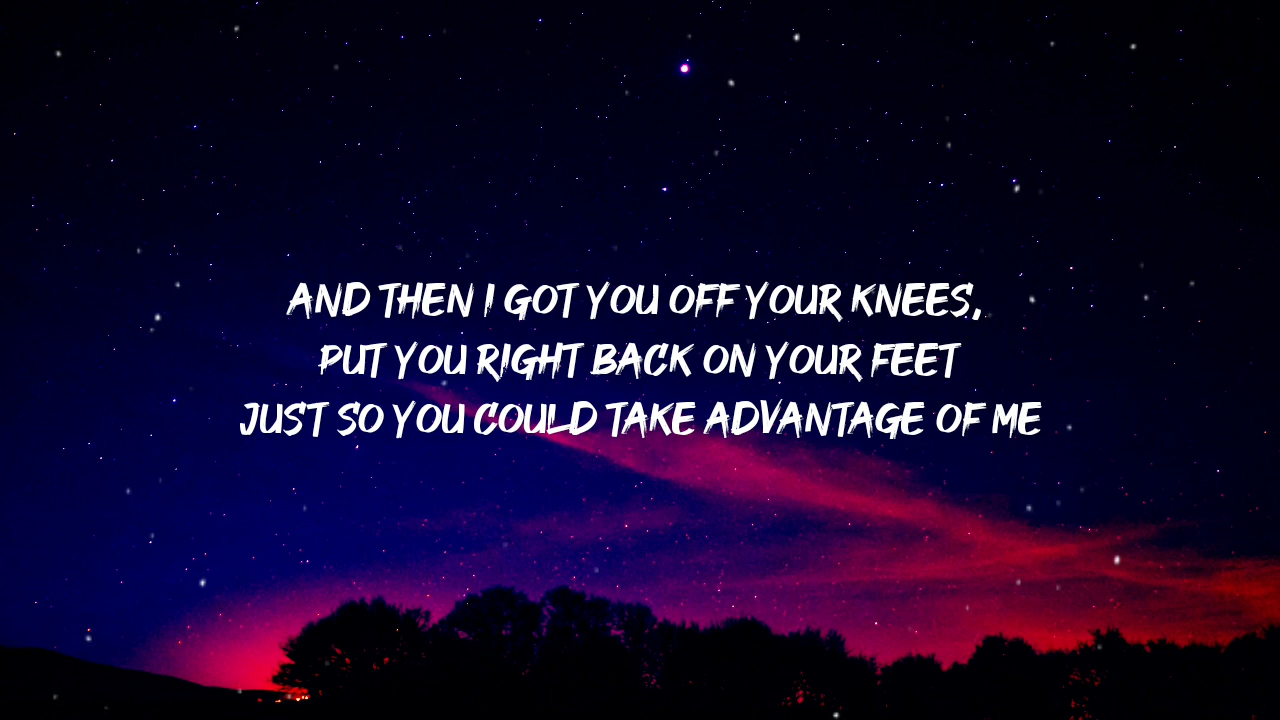 AND THEN I GOT YOU OFF YOUR KNEES,
PUT YOU RIGHT BACK ON YOUR FEET
JUST SO YOU COULD TAKE ADVANTAGE OF ME